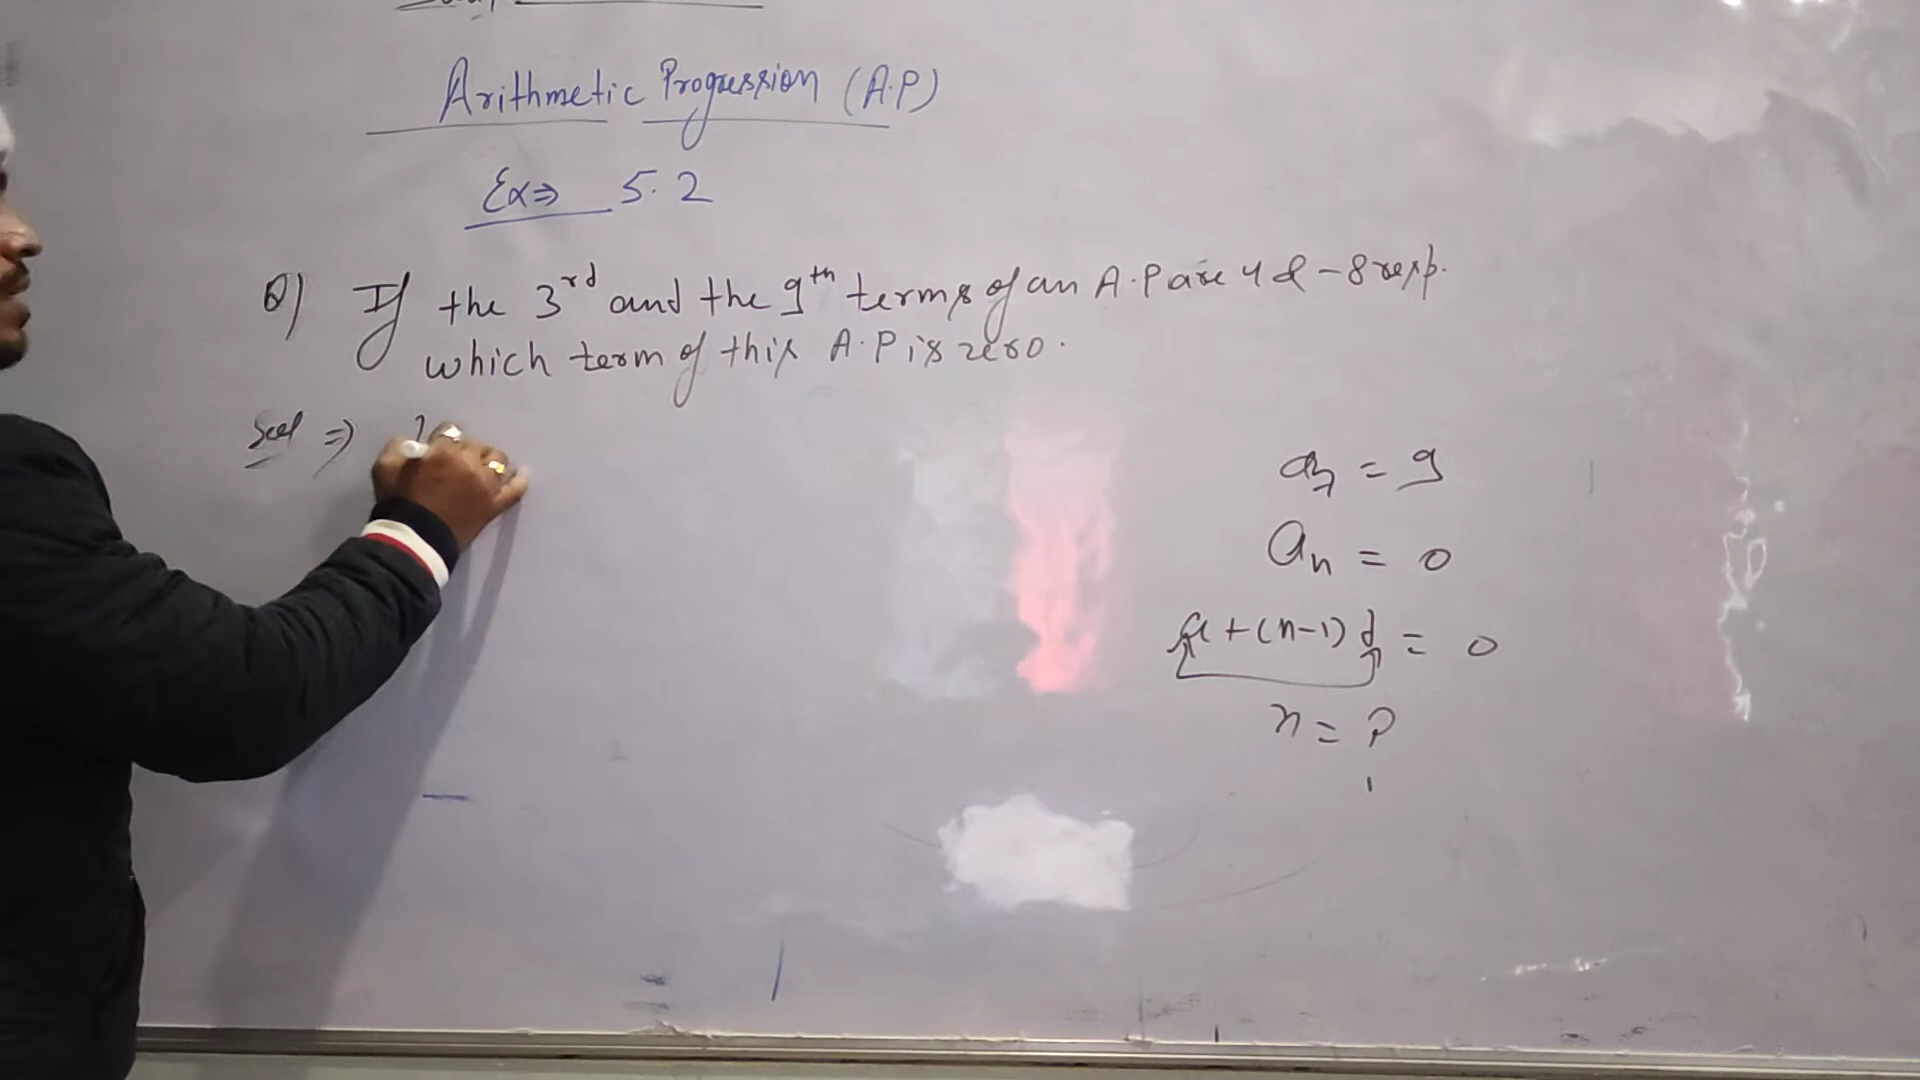 Arithmetic Progression (A.P)
Ex⇒ 5.2
Q) If the 3rd and the 9th terms of an A.P are 4 & -8 resp.
which term of this A.P is zero.
Sol ⇒
a7 = 9
an = 0
a + (n-1) d = 0
n = ?